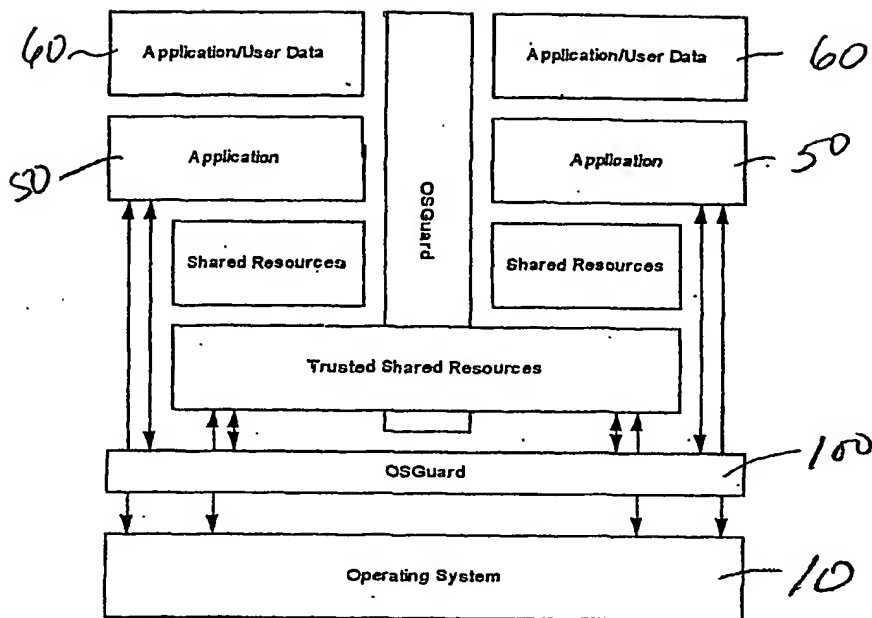 60 Application/User Data Application/User Data 60
50 Application Application 50
OSGuard
Shared Resources Shared Resources
Trusted Shared Resources
OSGuard 100
Operating System 10